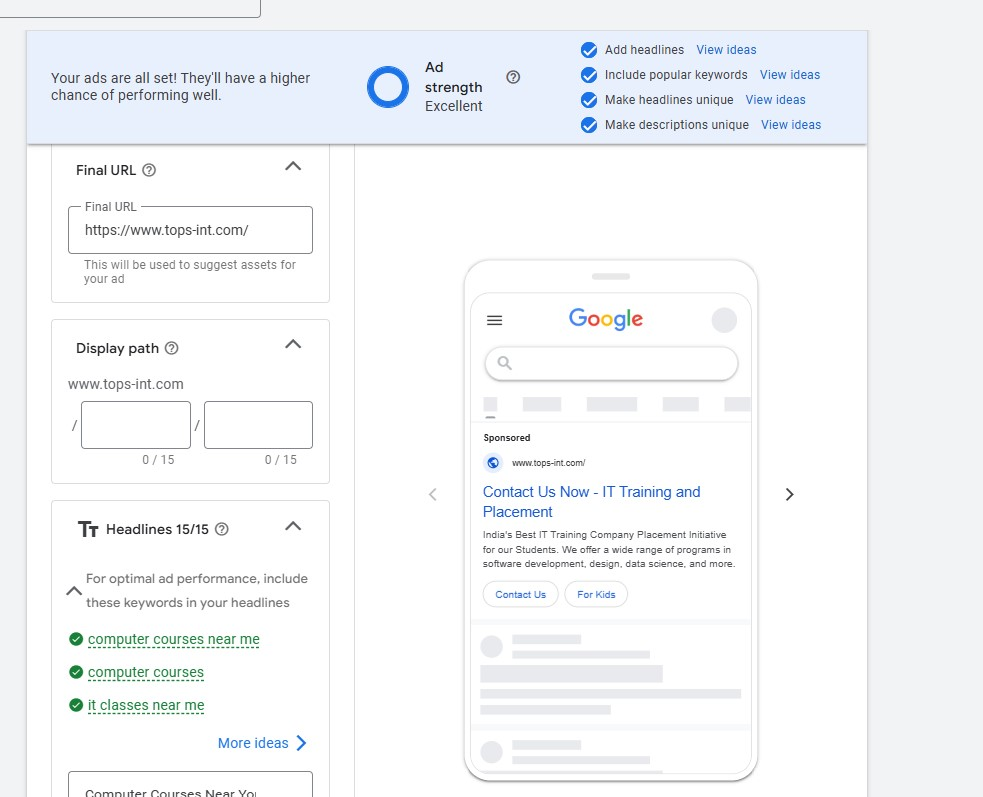 Your ads are all set! They'll have a higher
chance of performing well.
Ad
strength
Excellent
Add headlines View ideas
Include popular keywords View ideas
Make headlines unique View ideas
Make descriptions unique View ideas
Final URL
Final URL
https://www.tops-int.com/
This will be used to suggest assets for
your ad
Display path
www.tops-int.com
/ /
0 / 15 0 / 15
Headlines 15/15
For optimal ad performance, include
these keywords in your headlines
computer courses near me
computer courses
it classes near me
More ideas
Computer Courses Near You
Google
Sponsored
www.tops-int.com/
Contact Us Now - IT Training and
Placement
India's Best IT Training Company Placement Initiative
for our Students. We offer a wide range of programs in
software development, design, data science, and more.
Contact Us For Kids